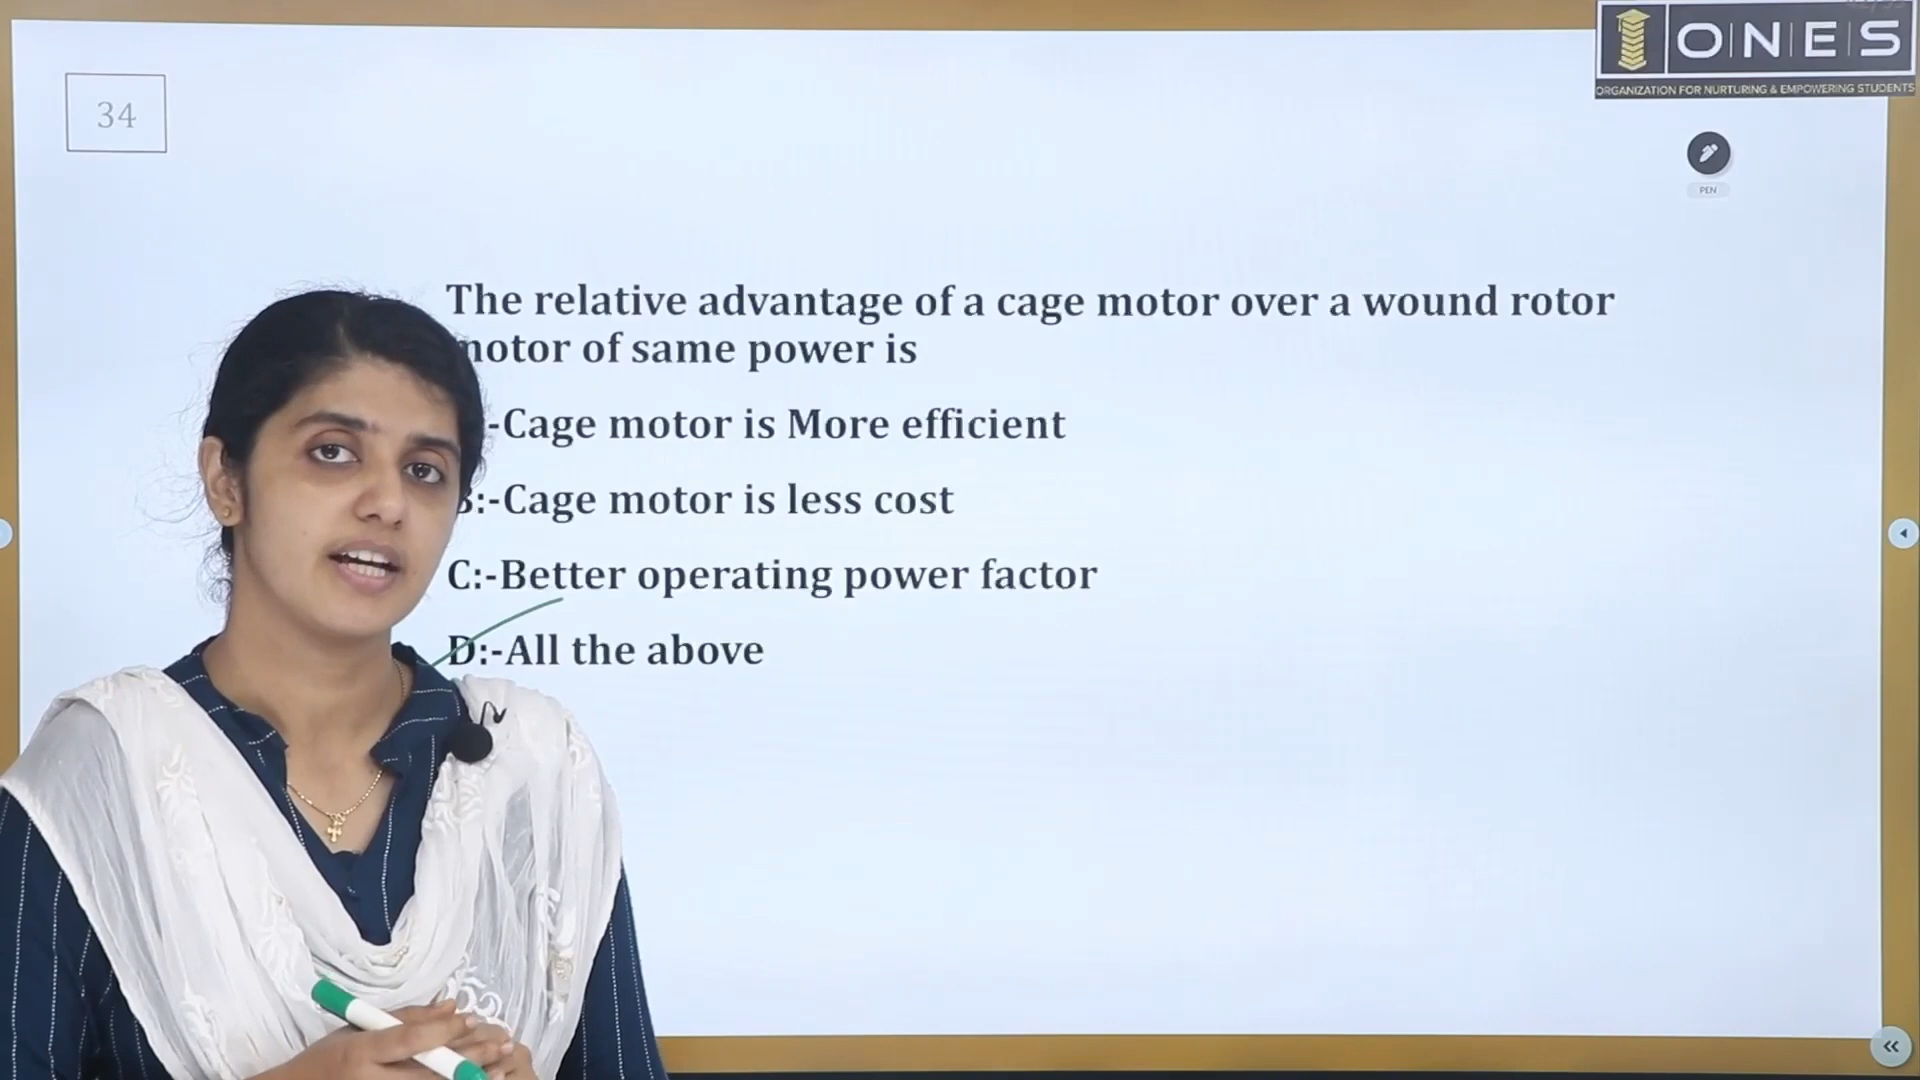 34
ONES
ORGANIZATION FOR NURTURING & EMPOWERING STUDENTS
PEN
The relative advantage of a cage motor over a wound rotor
motor of same power is
:-Cage motor is More efficient
B:-Cage motor is less cost
C:-Better operating power factor
D:-All the above